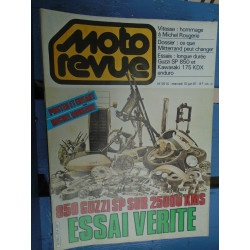 moto
revue
Vitesse : hommage
à Michel Rougerie
Dossier : ce que
Mitterrand peut changer
Essais : longue durée
Guzzi SP 850 et
Kawasaki 175 KDX
enduro
850 GUZZI SP SUR 25000 KMS
ESSAI VERITE